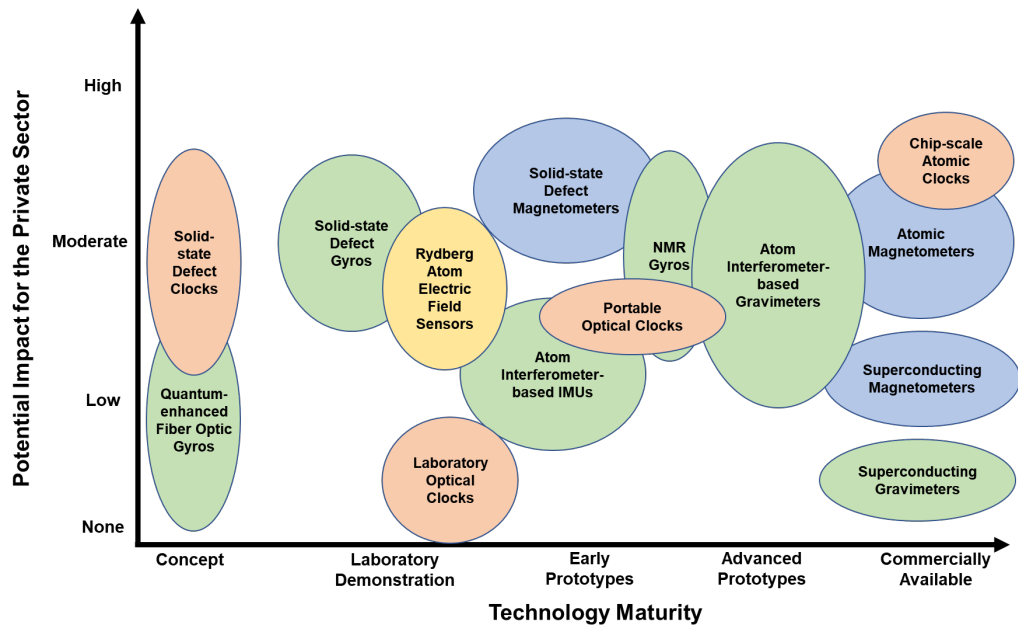 Potential Impact for the Private Sector
High
Moderate
Low
None
Solid-
state
Defect
Clocks
Quantum-
enhanced
Fiber Optic
Gyros
Solid-state
Defect
Gyros
Rydberg
Atom
Electric
Field
Sensors
Laboratory
Optical
Clocks
Solid-state
Defect
Magnetometers
Atom
Interferometer-
based IMUs
Portable
Optical Clocks
NMR
Gyros
Atom
Interferometer-
based
Gravimeters
Chip-scale
Atomic
Clocks
Atomic
Magnetometers
Superconducting
Magnetometers
Superconducting
Gravimeters
Concept
Laboratory
Demonstration
Early
Prototypes
Advanced
Prototypes
Commercially
Available
Technology Maturity